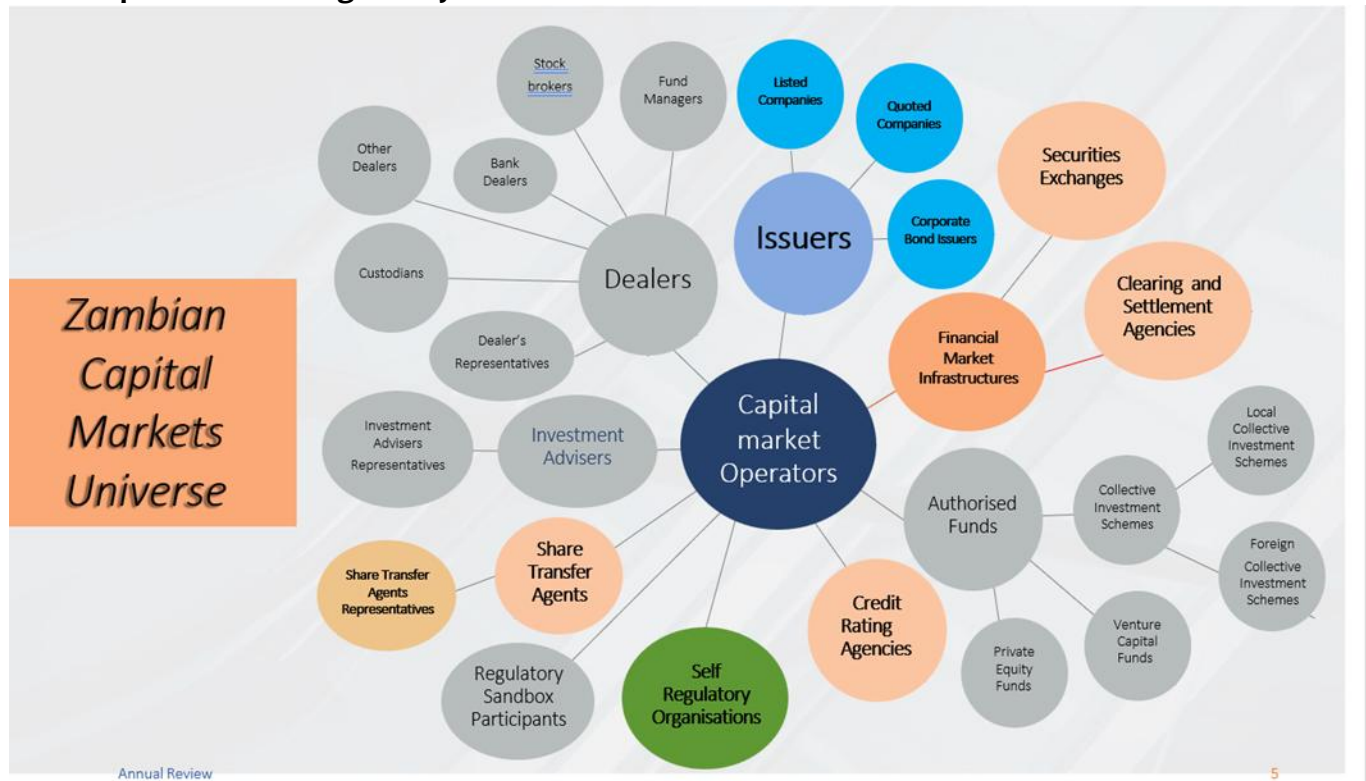 Zambian
Capital
Markets
Universe
Stock
brokers
Fund
Managers
Other
Dealers
Bank
Dealers
Custodians
Dealers
Dealer's
Representatives
Listed
Companies
Quoted
Companies
Issuers
Corporate
Bond Issuers
Securities
Exchanges
Clearing and
Settlement
Agencies
Financial
Market
Infrastructures
Capital
market
Operators
Investment
Advisers
Representatives
Investment
Advisers
Share
Transfer
Agents
Share Transfer
Agents
Representatives
Regulatory
Sandbox
Participants
Self
Regulatory
Organisations
Credit
Rating
Agencies
Authorised
Funds
Collective
Investment
Schemes
Local
Collective
Investment
Schemes
Foreign
Collective
Investment
Schemes
Venture
Capital
Funds
Private
Equity
Funds
Annual Review
5